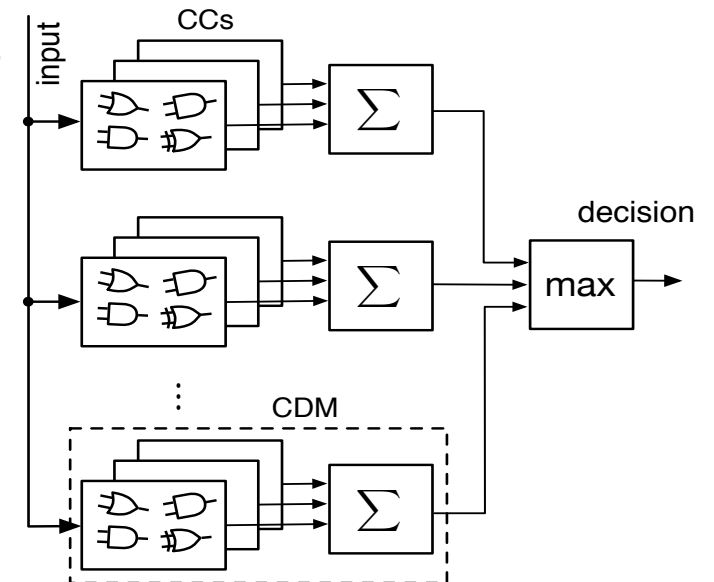 CCs
input
Σ
decision
Σ
max
⋮
CDM
Σ